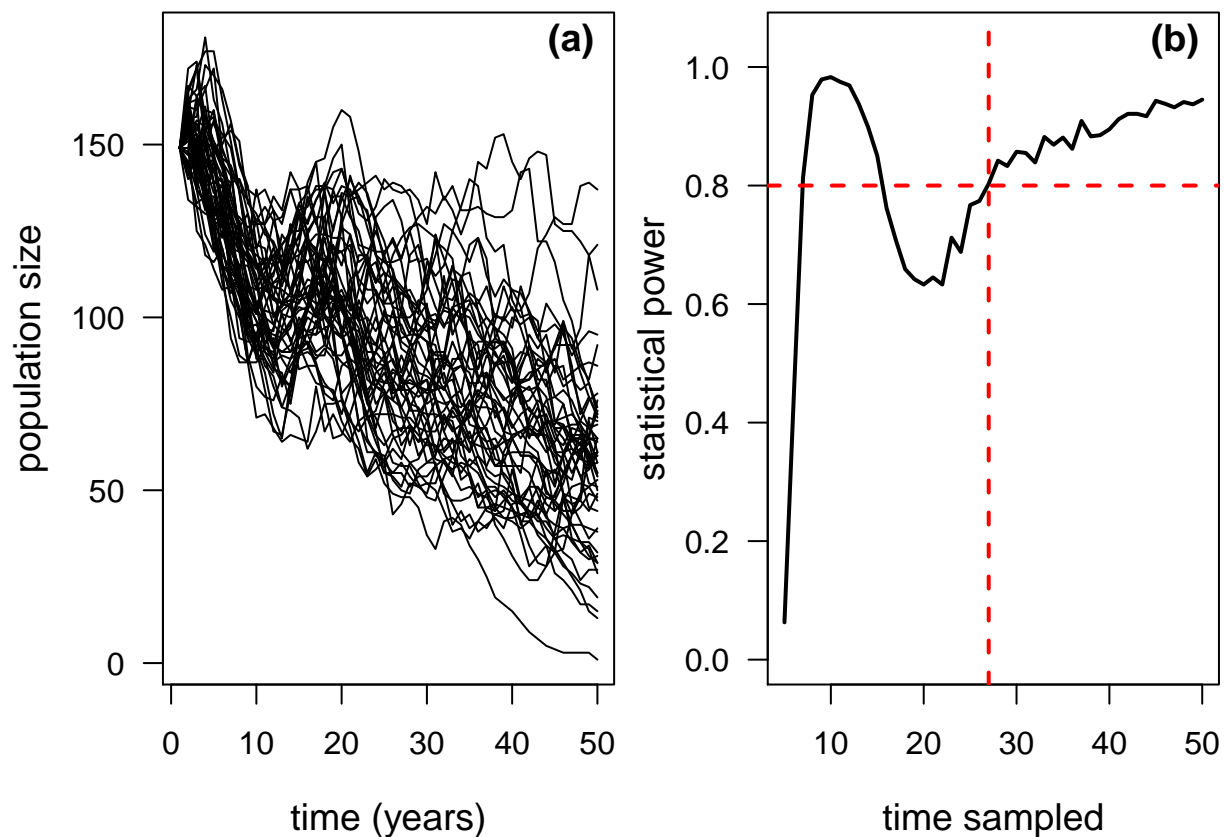 (a)
population size
150
100
50
0
0 10 20 30 40 50
time (years)
(b)
statistical power
1.0
0.8
0.6
0.4
0.2
0.0
10 20 30 40 50
time sampled